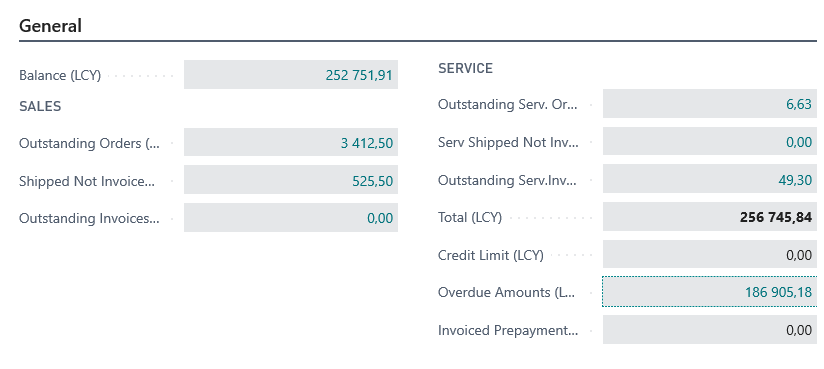 General
Balance (LCY) 252 751,91
SALES
Outstanding Orders (... 3 412,50
Shipped Not Invoice... 525,50
Outstanding Invoices... 0,00
SERVICE
Outstanding Serv. Or... 6,63
Serv Shipped Not Inv... 0,00
Outstanding Serv.Inv... 49,30
Total (LCY) 256 745,84
Credit Limit (LCY) 0,00
Overdue Amounts (L... 186 905,18
Invoiced Prepayment... 0,00